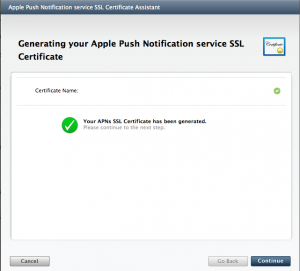 Apple Push Notification service SSL Certificate Assistant
Generating your Apple Push Notification service SSL
Certificate
Certificate
Certificate Name:
Your APNs SSL Certificate has been generated.
Please continue to the next step.
Cancel
Go Back
Continue